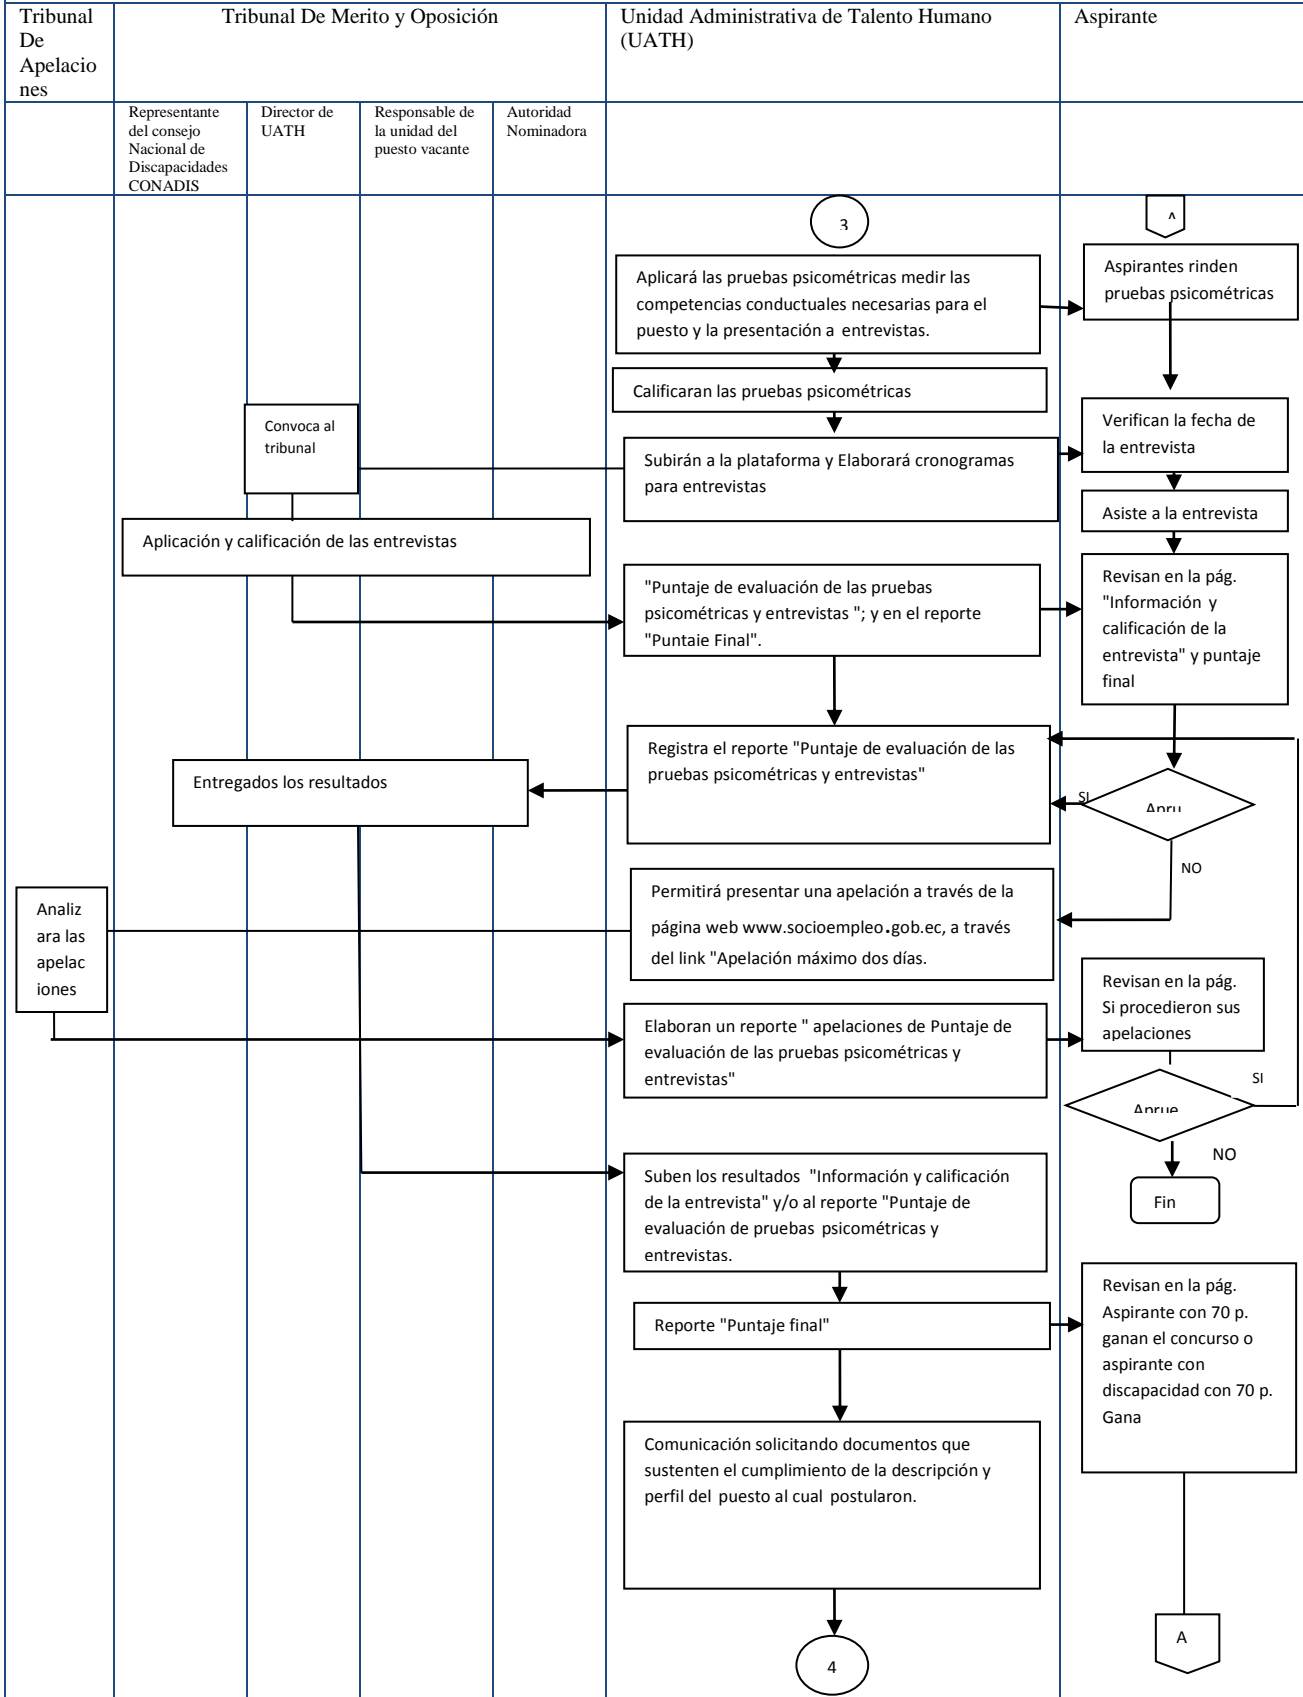 Tribunal
De
Apelacio
nes
Tribunal De Merito y Oposición
Unidad Administrativa de Talento Humano
(UATH)
Aspirante
Representante
del consejo
Nacional de
Discapacidades
CONADIS
Director de
UATH
Responsable de
la unidad del
puesto vacante
Autoridad
Nominadora
3
A
Aplicará las pruebas psicométricas medir las
competencias conductuales necesarias para el
puesto y la presentación a entrevistas.
Aspirantes rinden
pruebas psicométricas
Calificaran las pruebas psicométricas
Convoca al
tribunal
Subirán a la plataforma y Elaborará cronogramas
para entrevistas
Verifican la fecha de
la entrevista
Asiste a la entrevista
Aplicación y calificación de las entrevistas
"Puntaje de evaluación de las pruebas
psicométricas y entrevistas "; y en el reporte
"Puntaje Final".
Revisan en la pág.
"Información y
calificación de la
entrevista" y puntaje
final
Registra el reporte "Puntaje de evaluación de las
pruebas psicométricas y entrevistas"
Entregados los resultados
SI
Apru
NO
Permitirá presentar una apelación a través de la
página web www.socioempleo.gob.ec, a través
del link "Apelación máximo dos días.
Analiz
ara las
apelac
iones
Revisan en la pág.
Si procedieron sus
apelaciones
Elaboran un reporte " apelaciones de Puntaje de
evaluación de las pruebas psicométricas y
entrevistas"
SI
Aprue
NO
Fin
Suben los resultados "Información y calificación
de la entrevista" y/o al reporte "Puntaje de
evaluación de pruebas psicométricas y
entrevistas.
Reporte "Puntaje final"
Revisan en la pág.
Aspirante con 70 p.
ganan el concurso o
aspirante con
discapacidad con 70 p.
Gana
Comunicación solicitando documentos que
sustenten el cumplimiento de la descripción y
perfil del puesto al cual postularon.
4
A